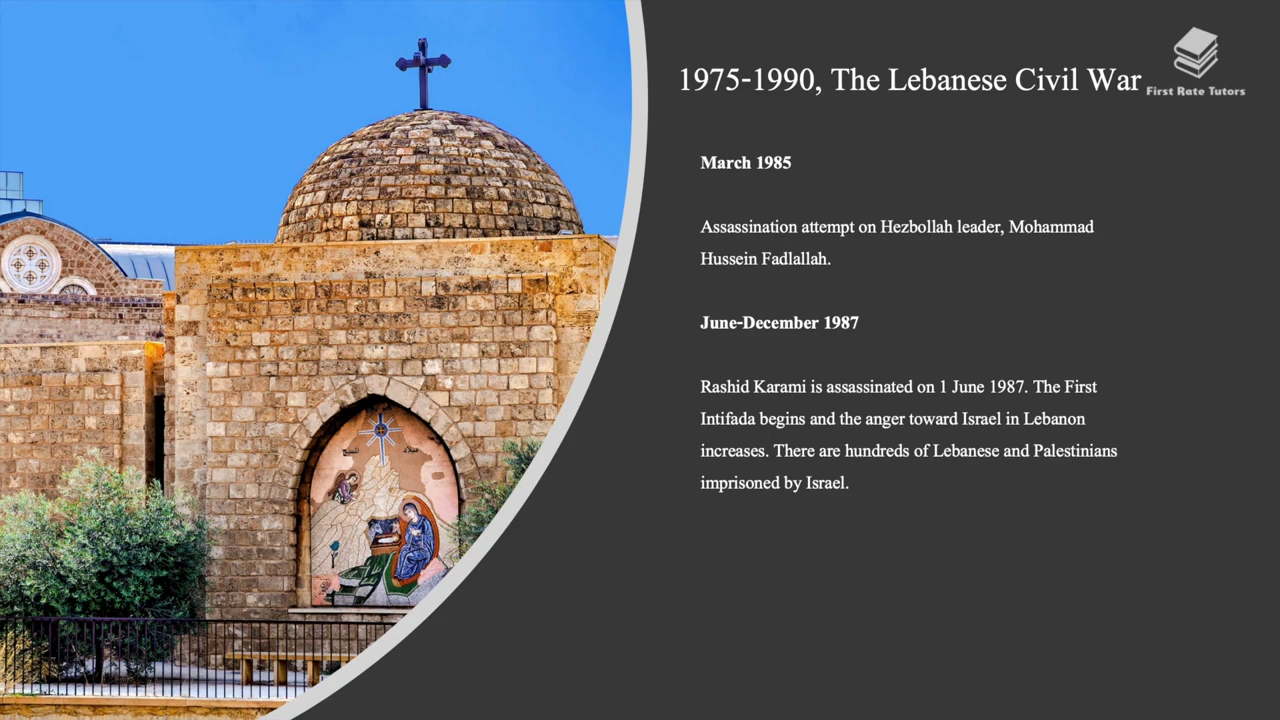 1975-1990, The Lebanese Civil War
First Rate Tutors
March 1985
Assassination attempt on Hezbollah leader, Mohammad
Hussein Fadlallah.
June-December 1987
Rashid Karami is assassinated on 1 June 1987. The First
Intifada begins and the anger toward Israel in Lebanon
increases. There are hundreds of Lebanese and Palestinians
imprisoned by Israel.
ميلاد المسيح